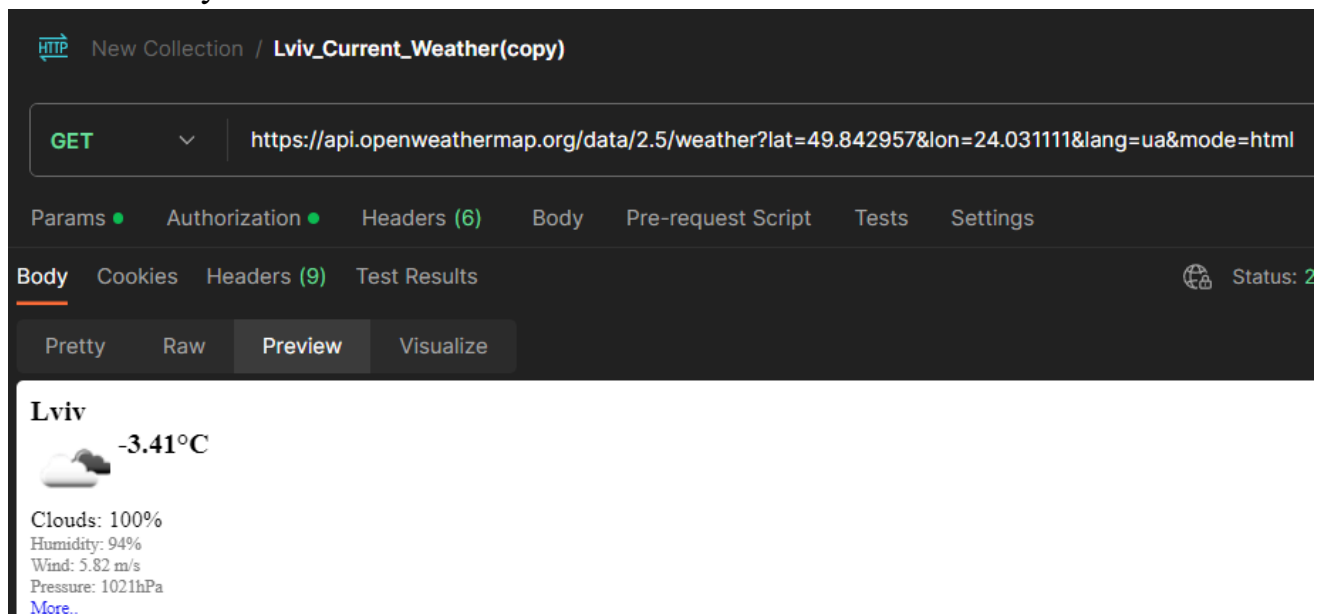 HTTP New Collection / Lviv_Current_Weather(copy)
GET https://api.openweathermap.org/data/2.5/weather?lat=49.842957&lon=24.031111&lang=ua&mode=html
Params Authorization Headers (6) Body Pre-request Script Tests Settings
Body Cookies Headers (9) Test Results Status: 2
Pretty Raw Preview Visualize
Lviv
-3.41°C
Clouds: 100%
Humidity: 94%
Wind: 5.82 m/s
Pressure: 1021hPa
More..